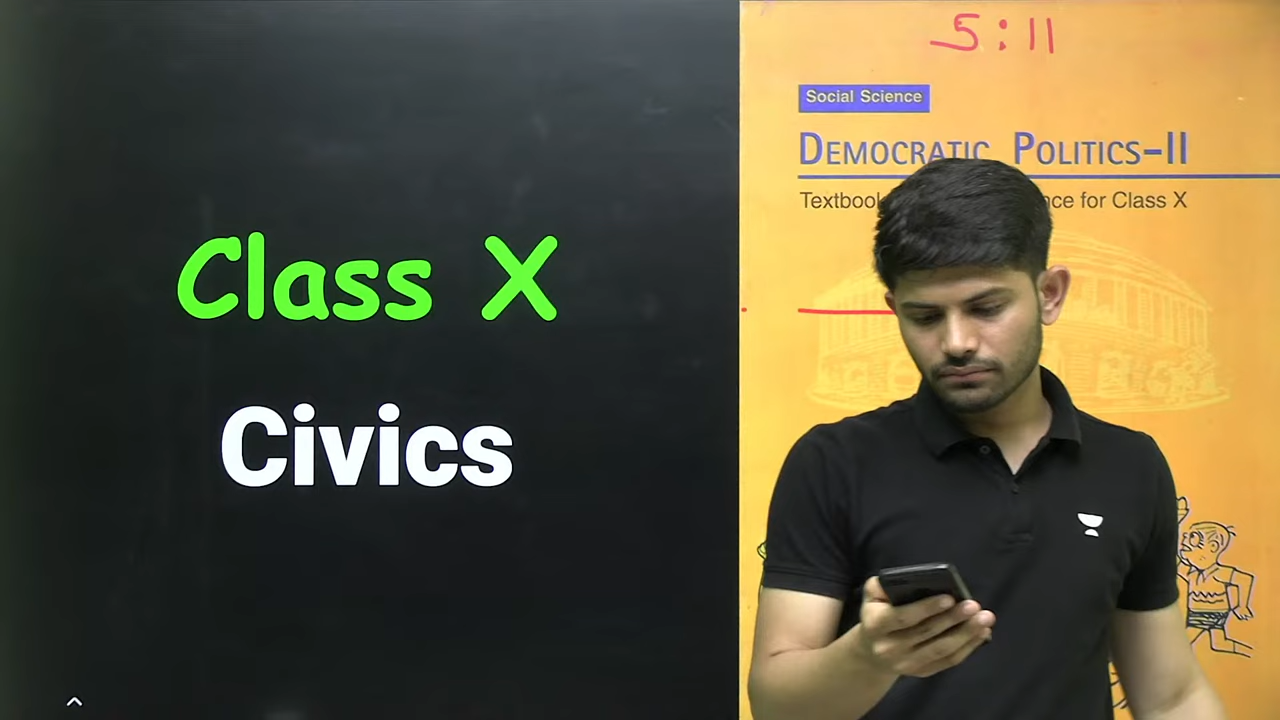 Class X
Civics
5:11
Social Science
DEMOCRATIC POLITICS–II
Textbook nce for Class X